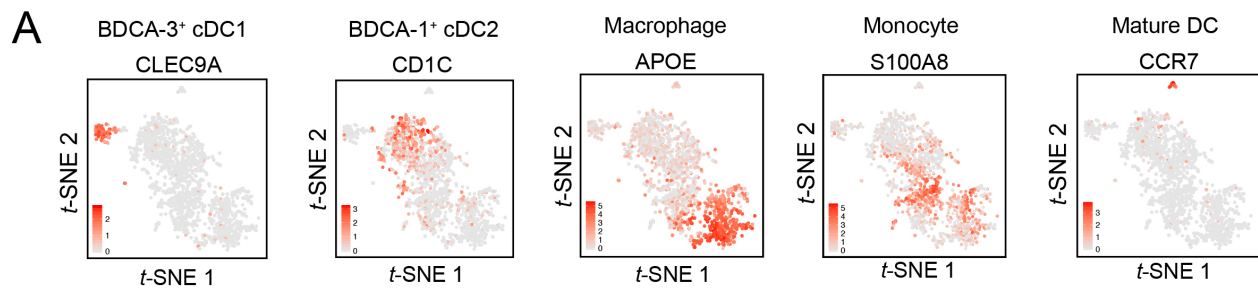 A
BDCA-3⁺ cDC1
CLEC9A
t-SNE 2
2
1
0
t-SNE 1
BDCA-1⁺ cDC2
CD1C
t-SNE 2
3
2
1
0
t-SNE 1
Macrophage
APOE
t-SNE 2
5
4
3
2
1
0
t-SNE 1
Monocyte
S100A8
t-SNE 2
5
4
3
2
1
0
t-SNE 1
Mature DC
CCR7
t-SNE 2
3
2
1
0
t-SNE 1